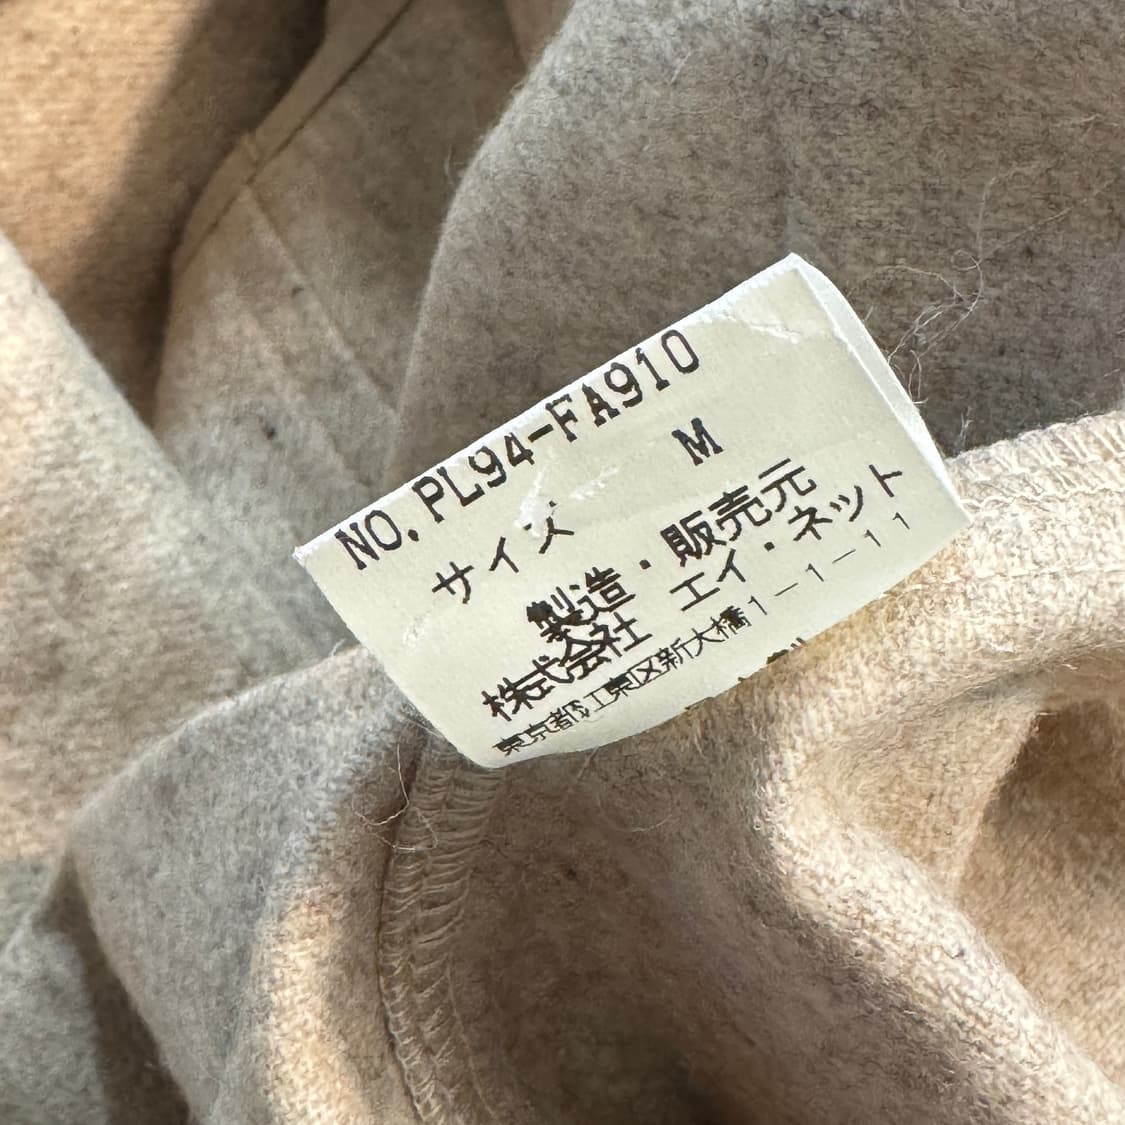 NO. PL94-FA910
サイズ M
製造・販売元
株式会社 エイ・ネット
東京都江東区新大橋1-1-11